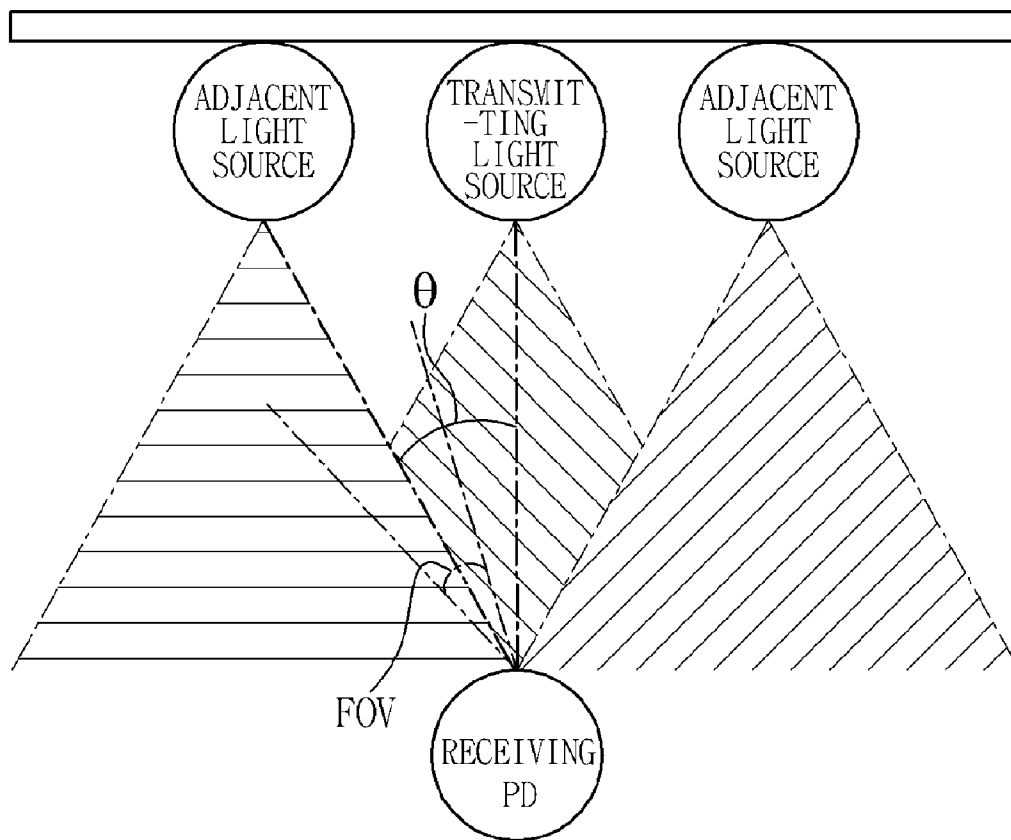 ADJACENT
LIGHT
SOURCE
TRANSMIT
-TING
LIGHT
SOURCE
ADJACENT
LIGHT
SOURCE
θ
FOV
RECEIVING
PD